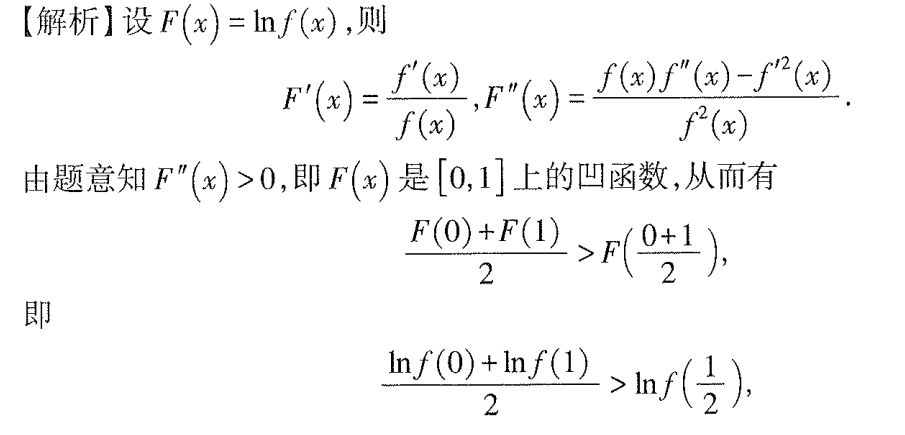 【解析】设 F(x) = ln f(x) ,则
F′(x) = f′(x)/f(x) , F″(x) = (f(x)f″(x)−f′²(x))/f²(x) .
由题意知 F″(x) >0,即 F(x) 是 [0,1] 上的凹函数,从而有
(F(0)+F(1))/2 > F((0+1)/2),
即
(ln f(0)+ln f(1))/2 > ln f(1/2),